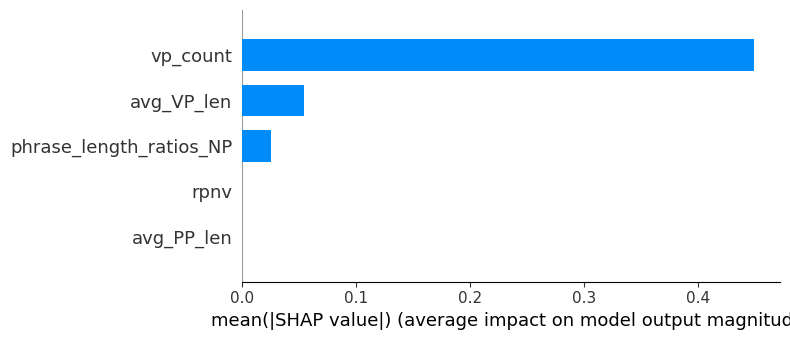 vp_count
avg_VP_len
phrase_length_ratios_NP
rpnv
avg_PP_len
0.0 0.1 0.2 0.3 0.4
mean(|SHAP value|) (average impact on model output magnitud